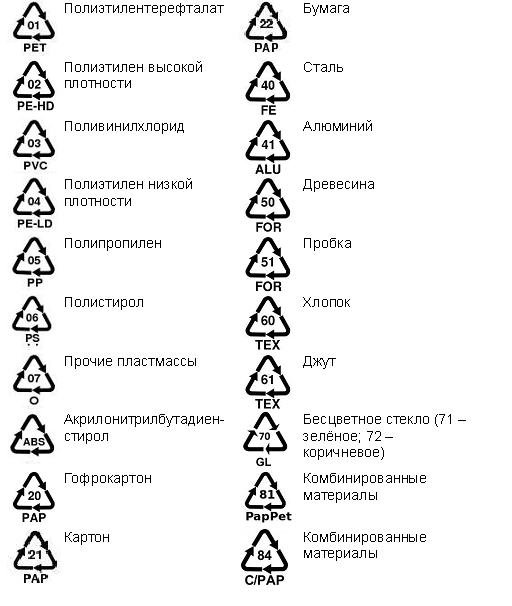 01
PET
Полиэтилентерефталат
02
PE-HD
Полиэтилен высокой
плотности
03
PVC
Поливинилхлорид
04
PE-LD
Полиэтилен низкой
плотности
05
PP
Полипропилен
06
PS
Полистирол
07
O
Прочие пластмассы
ABS
Акрилонитрилбутадиен-
стирол
20
PAP
Гофрокартон
21
PAP
Картон
22
PAP
Бумага
40
FE
Сталь
41
ALU
Алюминий
50
FOR
Древесина
51
FOR
Пробка
60
TEX
Хлопок
61
TEX
Джут
70
GL
Бесцветное стекло (71 –
зелёное; 72 –
коричневое)
81
PapPet
Комбинированные
материалы
84
C/PAP
Комбинированные
материалы